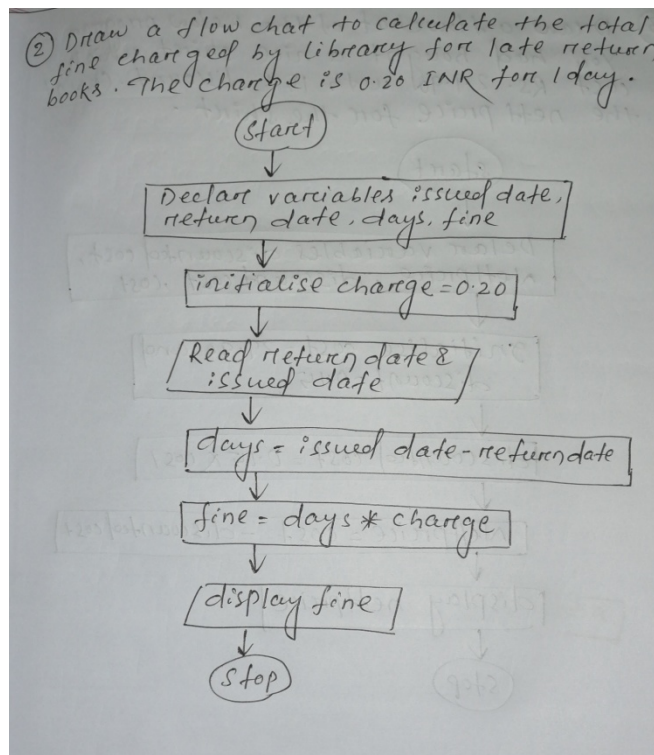 ② Draw a flow chat to calculate the total
fine charged by library for late return
books. The charge is 0.20 INR for 1 day.
Start
Declare variables issued date,
return date, days, fine
initialise charge = 0.20
Read return date &
issued date
days = issued date - return date
fine = days * charge
display fine
Stop